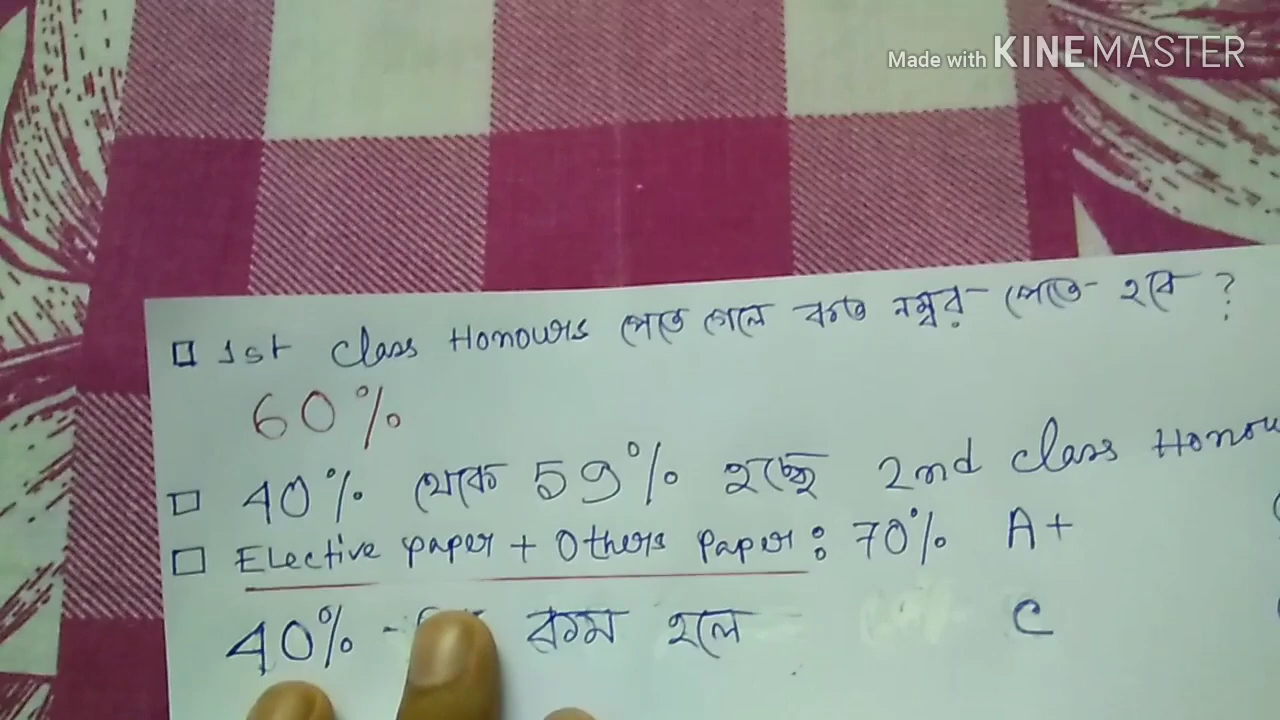 Made with KINEMASTER
1st Class Honours পেতে গেলে কত নম্বর পেতে হবে ?
60%
40% থেকে 59% হচ্ছে 2nd Class Honou
Elective paper + Others Paper : 70% A+
40% - কম হলে C